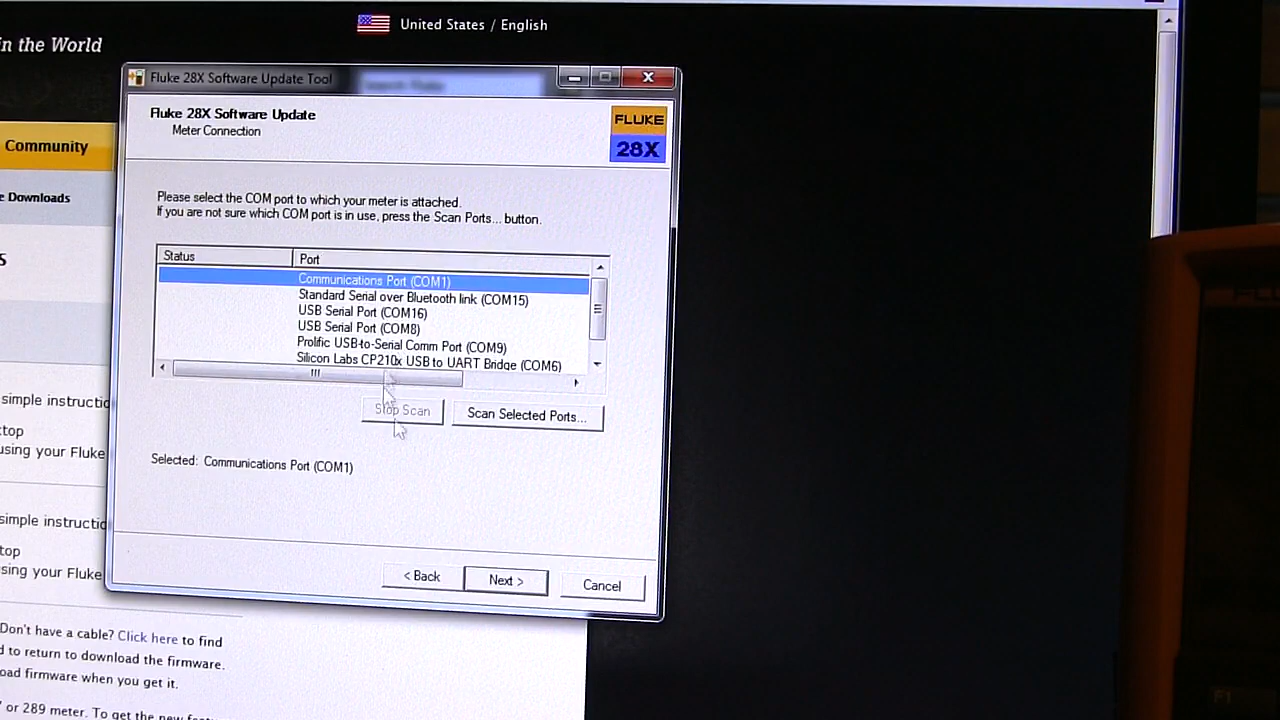 United States / English
in the World
Fluke 28X Software Update Tool
Fluke 28X Software Update
Meter Connection
FLUKE
28X
Community
Downloads
Please select the COM port to which your meter is attached.
If you are not sure which COM port is in use, press the Scan Ports... button.
Status Port
Communications Port (COM1)
Standard Serial over Bluetooth link (COM15)
USB Serial Port (COM16)
USB Serial Port (COM8)
Prolific USB-to-Serial Comm Port (COM9)
Silicon Labs CP210x USB to UART Bridge (COM6)
Stop Scan Scan Selected Ports...
Selected: Communications Port (COM1)
simple instructio
top
using your Fluke
simple instructio
top
using your Fluke
< Back Next > Cancel
Don't have a cable? Click here to find
d to return to download the firmware.
oad firmware when you get it.
or 289 meter. To get the new
F1